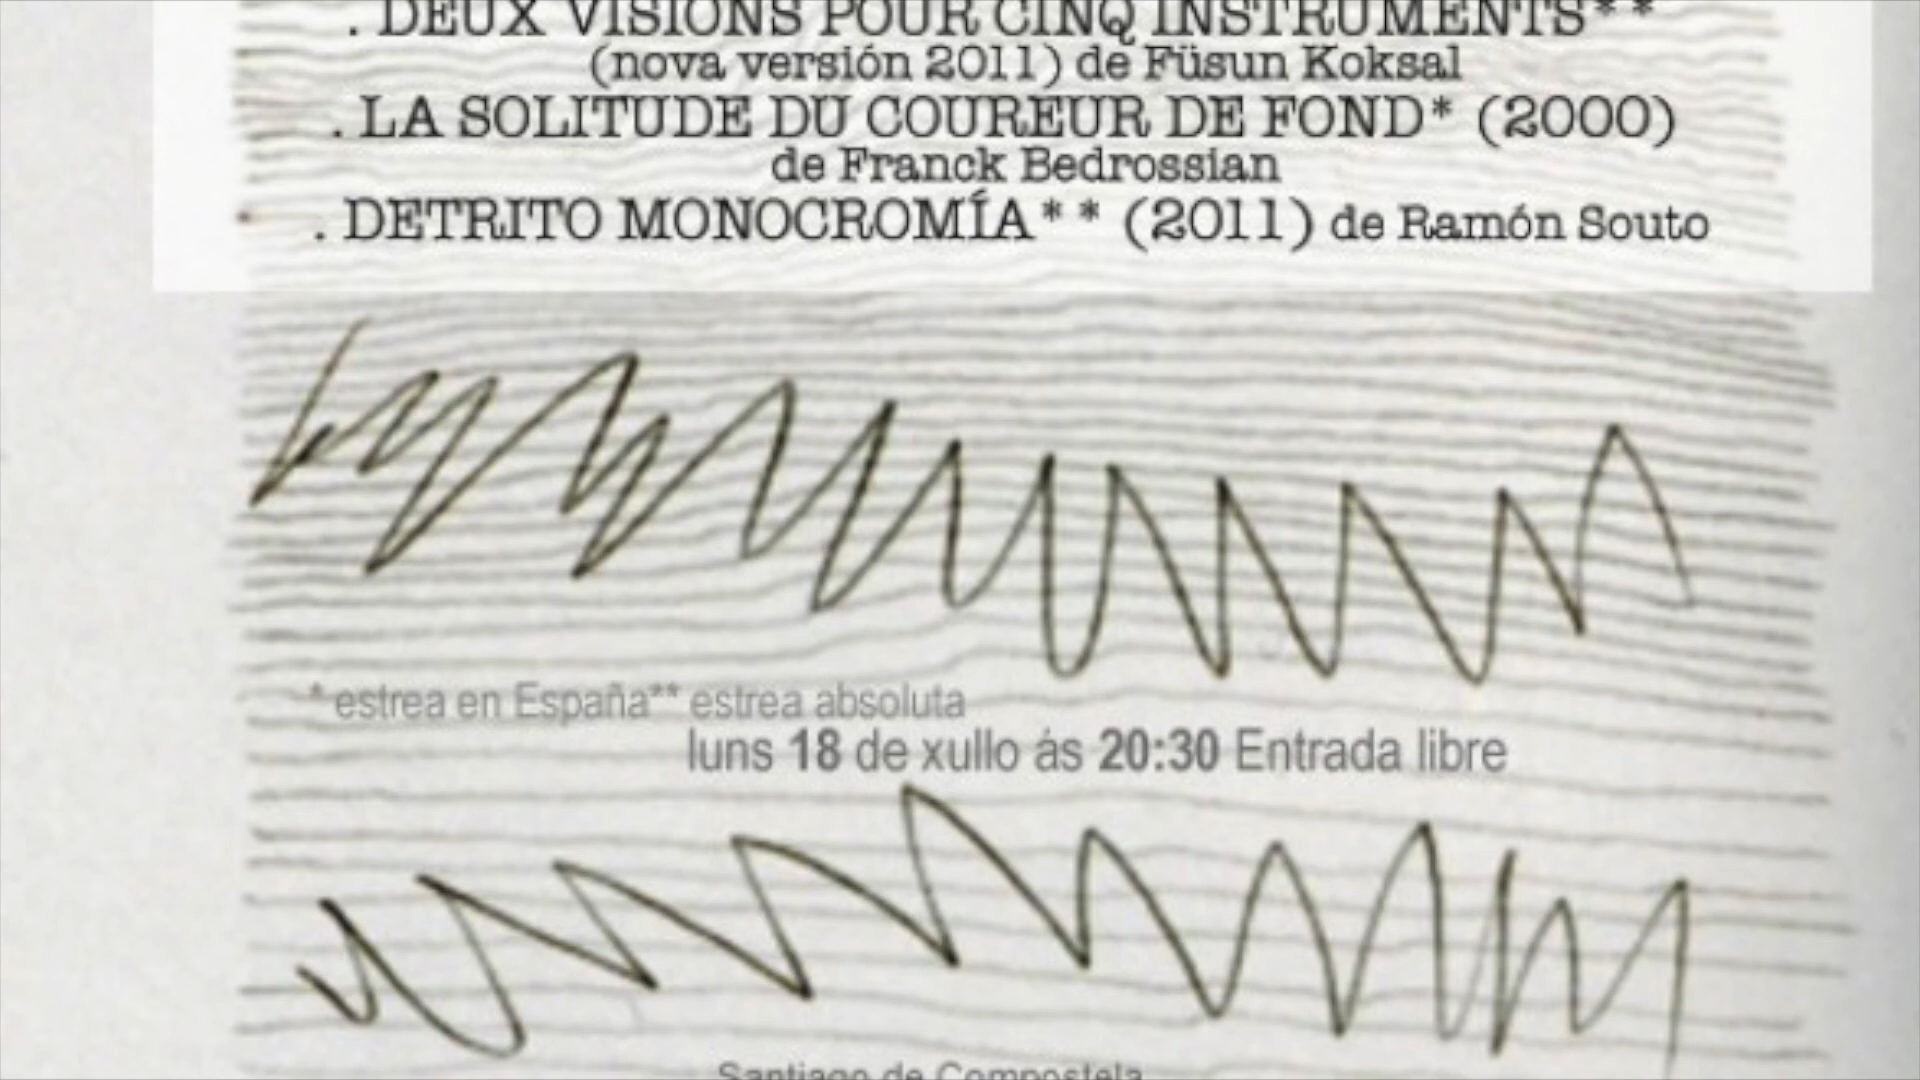 . DEUX VISIONS POUR CINQ INSTRUMENTS**
(nova versión 2011) de Füsun Koksal
. LA SOLITUDE DU COUREUR DE FOND* (2000)
de Franck Bedrossian
. DETRITO MONOCROMÍA** (2011) de Ramón Souto
* estrea en España** estrea absoluta
luns 18 de xullo ás 20:30 Entrada libre
Santiago de Compostela